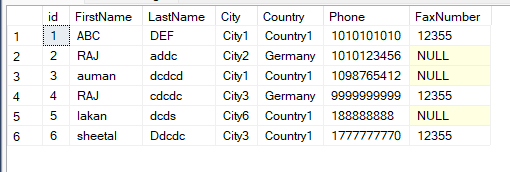 id FirstName LastName City Country Phone FaxNumber
1 1 ABC DEF City1 Country1 1010101010 12355
2 2 RAJ addc City2 Germany 1010123456 NULL
3 3 auman dcdcd City1 Country1 1098765412 NULL
4 4 RAJ cdcdc City3 Germany 9999999999 12355
5 5 lakan dcds City6 Country1 188888888 NULL
6 6 sheetal Ddcdc City3 Country1 1777777770 12355